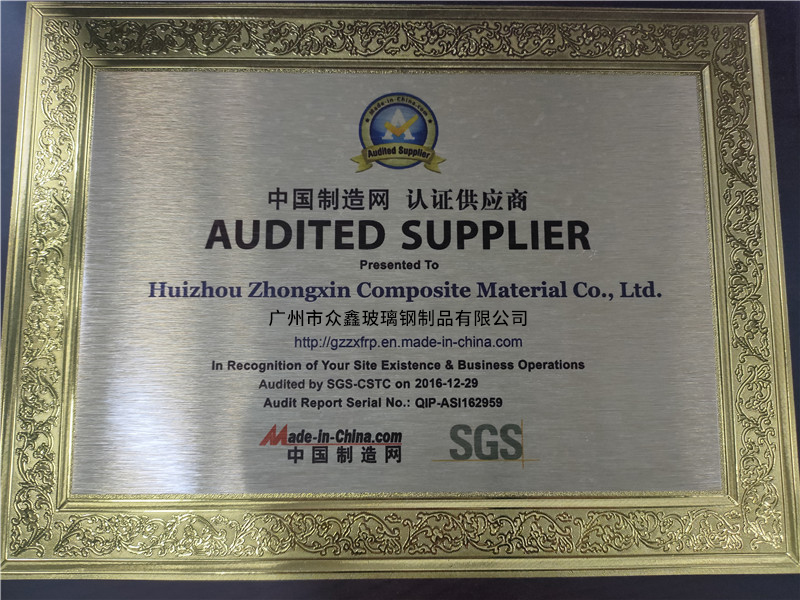 Made-in-China.com
Audited Supplier
中国制造网 认证供应商
AUDITED SUPPLIER
Presented To
Huizhou Zhongxin Composite Material Co., Ltd.
广州市众鑫玻璃钢制品有限公司
http://gzzxfrp.en.made-in-china.com
In Recognition of Your Site Existence & Business Operations
Audited by SGS-CSTC on 2016-12-29
Audit Report Serial No.: QIP-ASI162959
Made-in-China.com
中国制造网
SGS